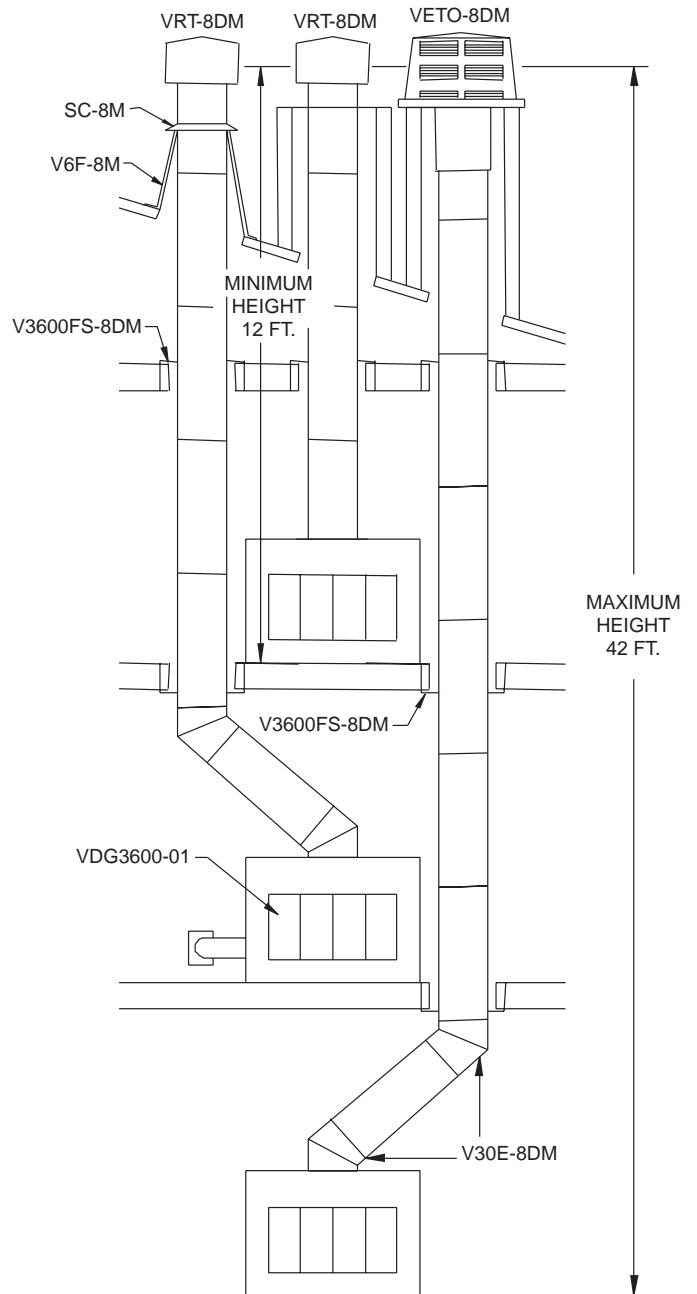 VRT-8DM
VRT-8DM
VETO-8DM
SC-8M
V6F-8M
MINIMUM
HEIGHT
12 FT.
V3600FS-8DM
MAXIMUM
HEIGHT
42 FT.
V3600FS-8DM
VDG3600-01
V30E-8DM